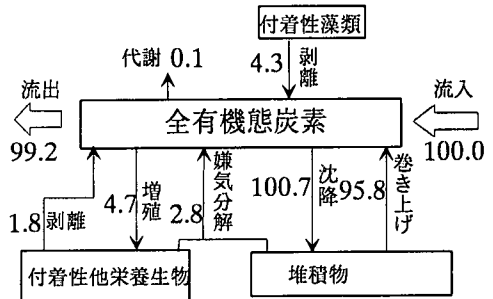 付着性藻類
代謝 0.1
4.3 剥離
流出
流入
全有機態炭素
99.2
100.0
1.8 剥離
4.7 増殖
2.8 嫌気分解
100.7 沈降
95.8 巻き上げ
付着性他栄養生物
堆積物